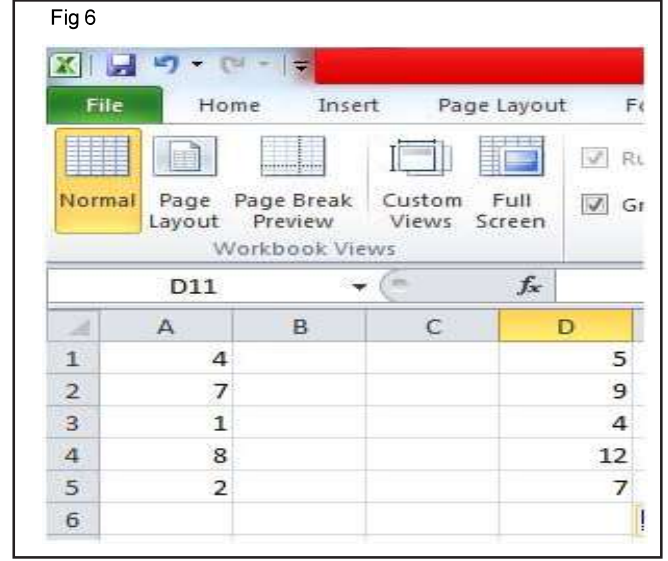 Fig 6
File Home Insert Page Layout
Normal Page Layout Page Break Preview Custom Views Full Screen
Workbook Views
D11 fx
A B C D
1 4 5
2 7 9
3 1 4
4 8 12
5 2 7
6